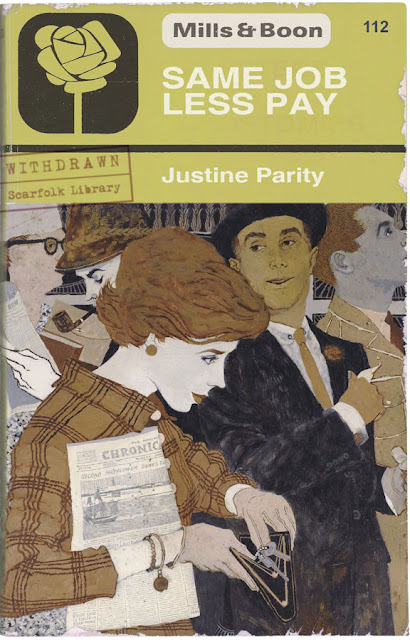 Mills & Boon
112
SAME JOB
LESS PAY
WITHDRAWN
Scarfolk Library
Justine Parity
CHRONIC